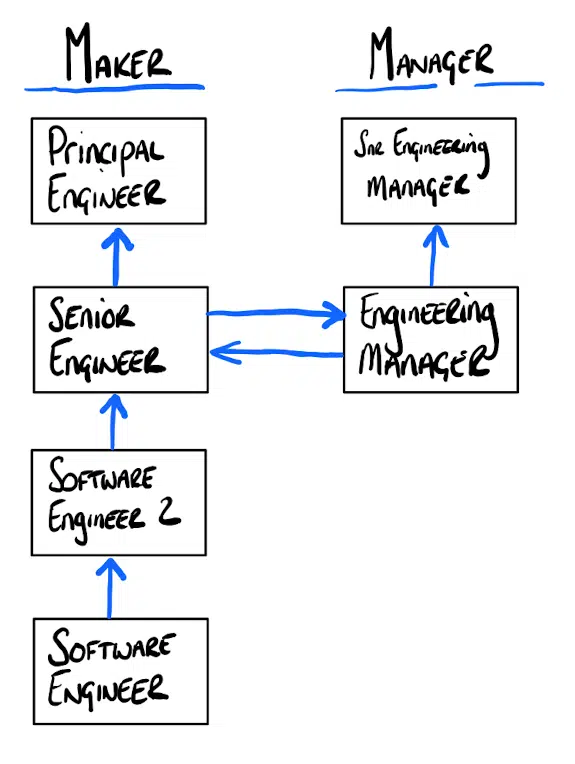 Maker
Manager
Principal
Engineer
Snr Engineering
Manager
Senior
Engineer
Engineering
Manager
Software
Engineer 2
Software
Engineer